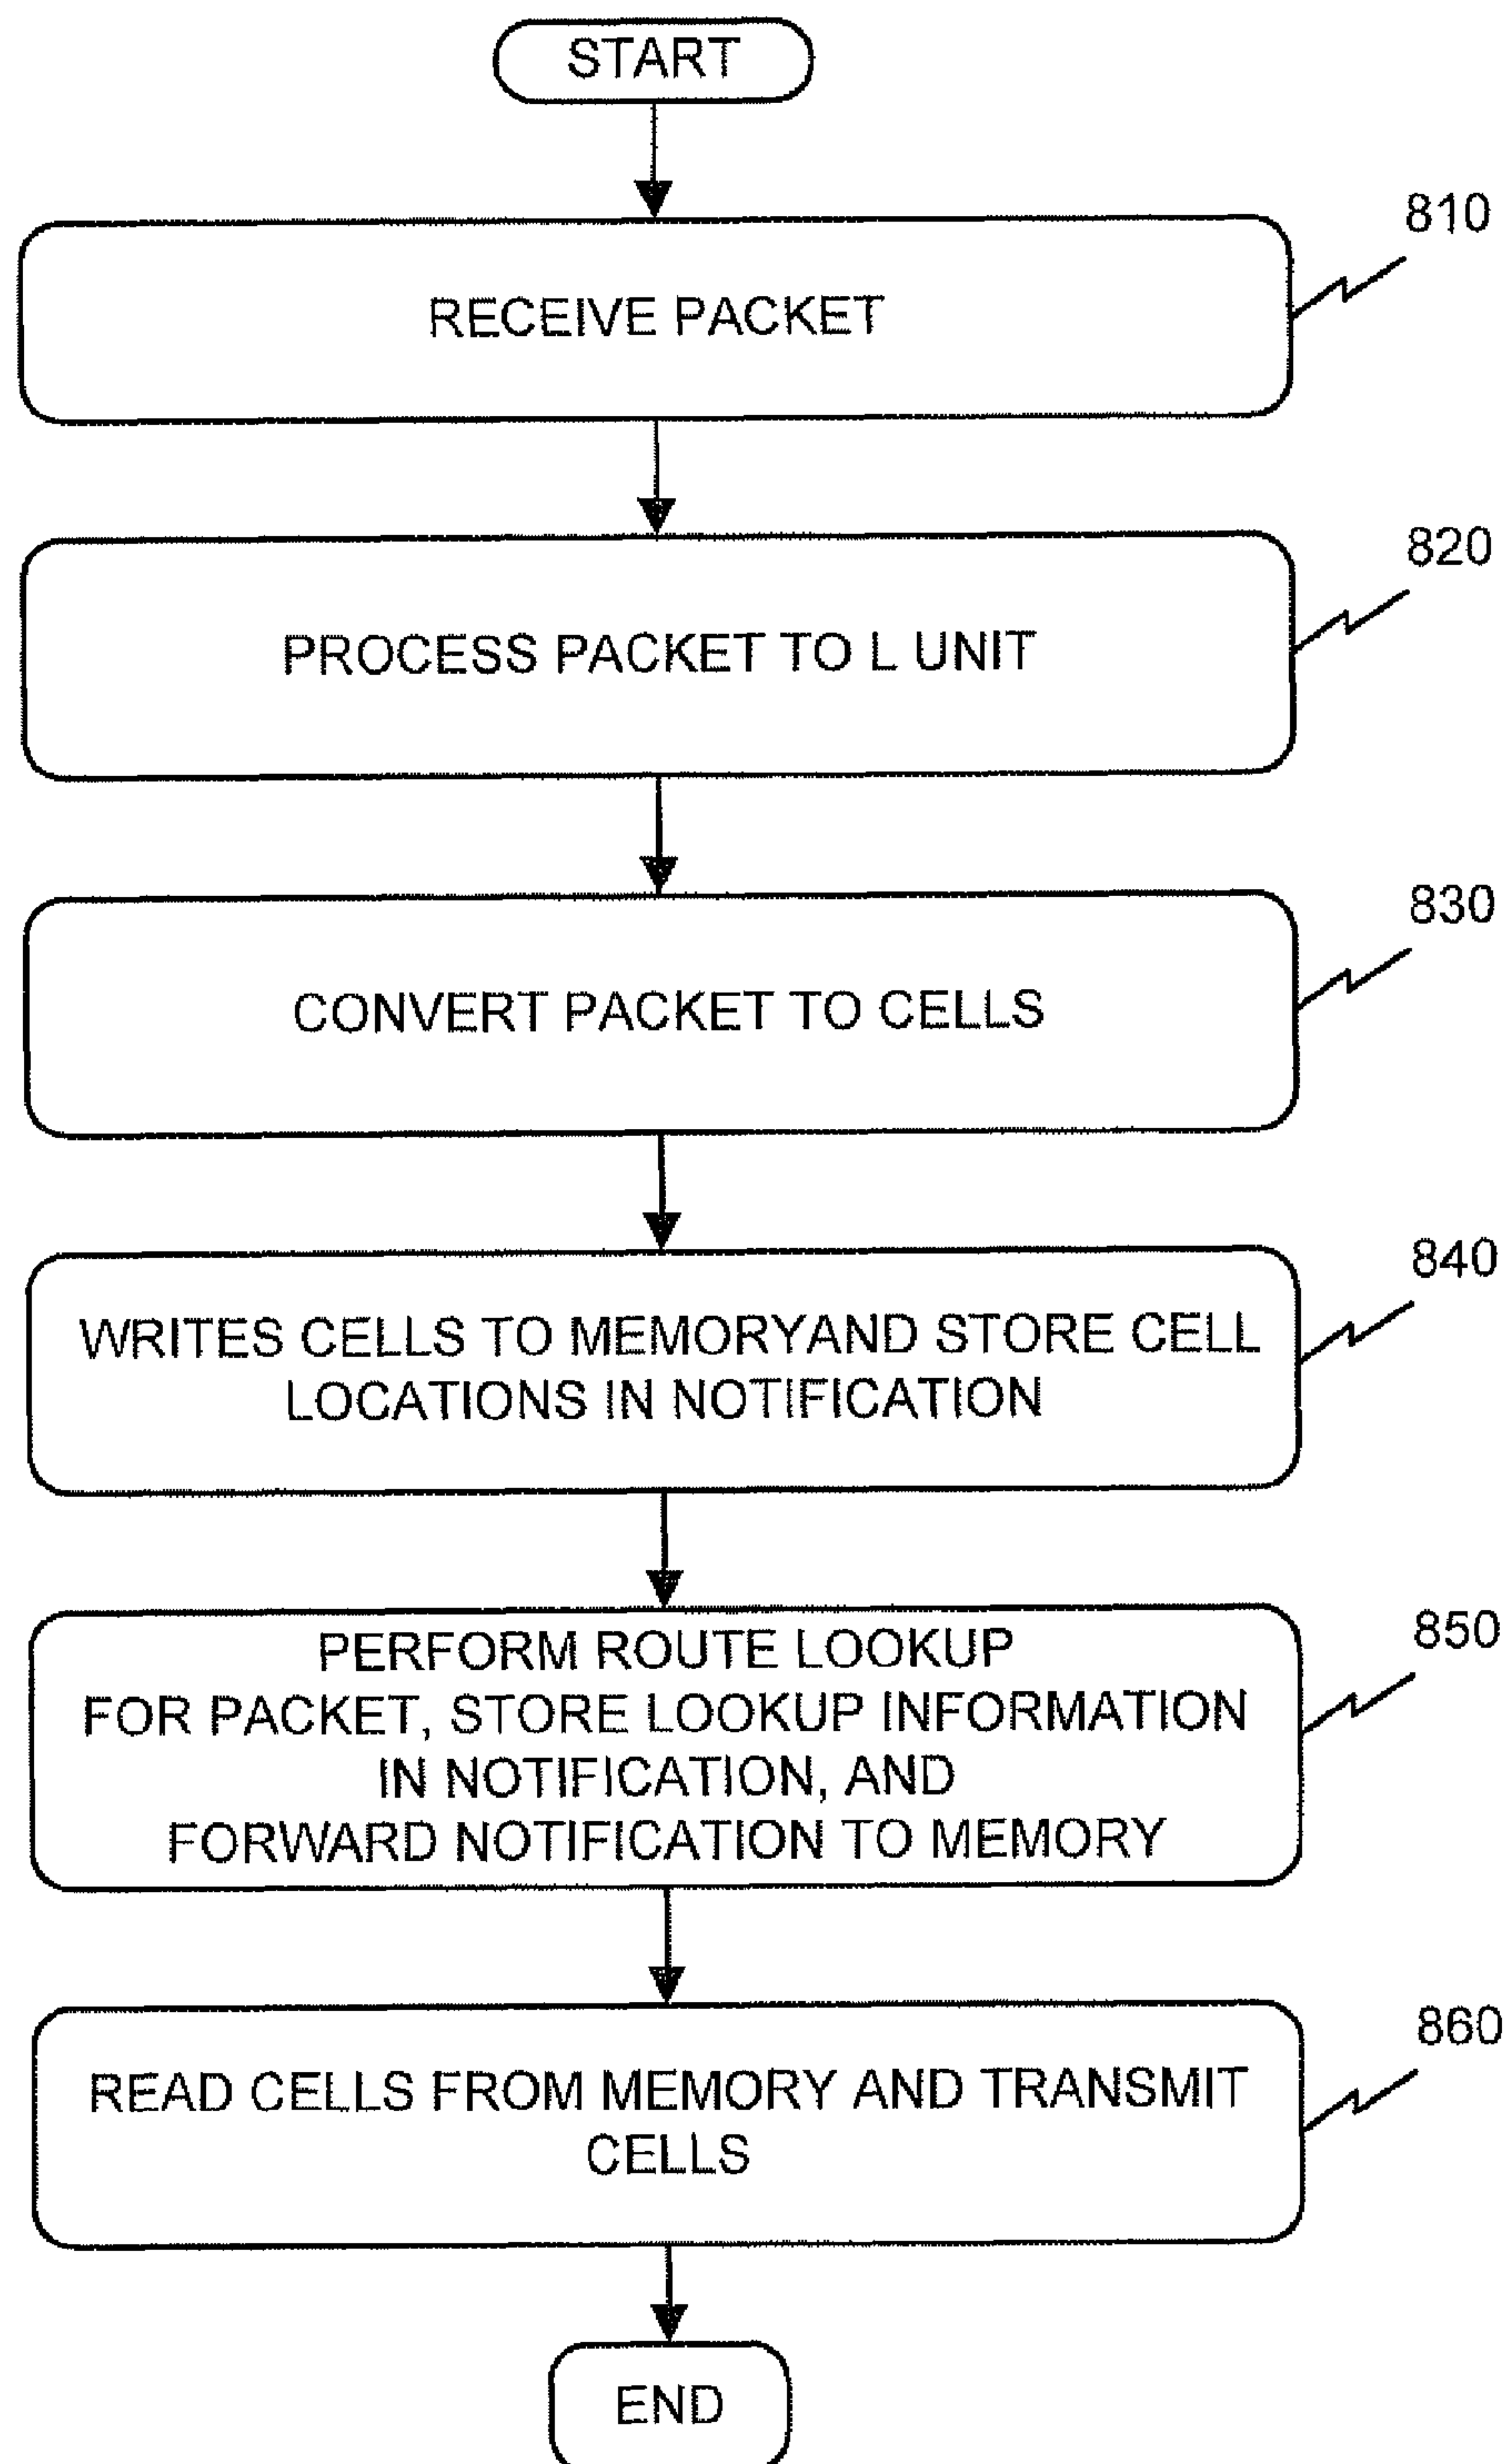 START
810
RECEIVE PACKET
820
PROCESS PACKET TO L UNIT
830
CONVERT PACKET TO CELLS
840
WRITES CELLS TO MEMORYAND STORE CELL
LOCATIONS IN NOTIFICATION
850
PERFORM ROUTE LOOKUP
FOR PACKET, STORE LOOKUP INFORMATION
IN NOTIFICATION, AND
FORWARD NOTIFICATION TO MEMORY
860
READ CELLS FROM MEMORY AND TRANSMIT
CELLS
END